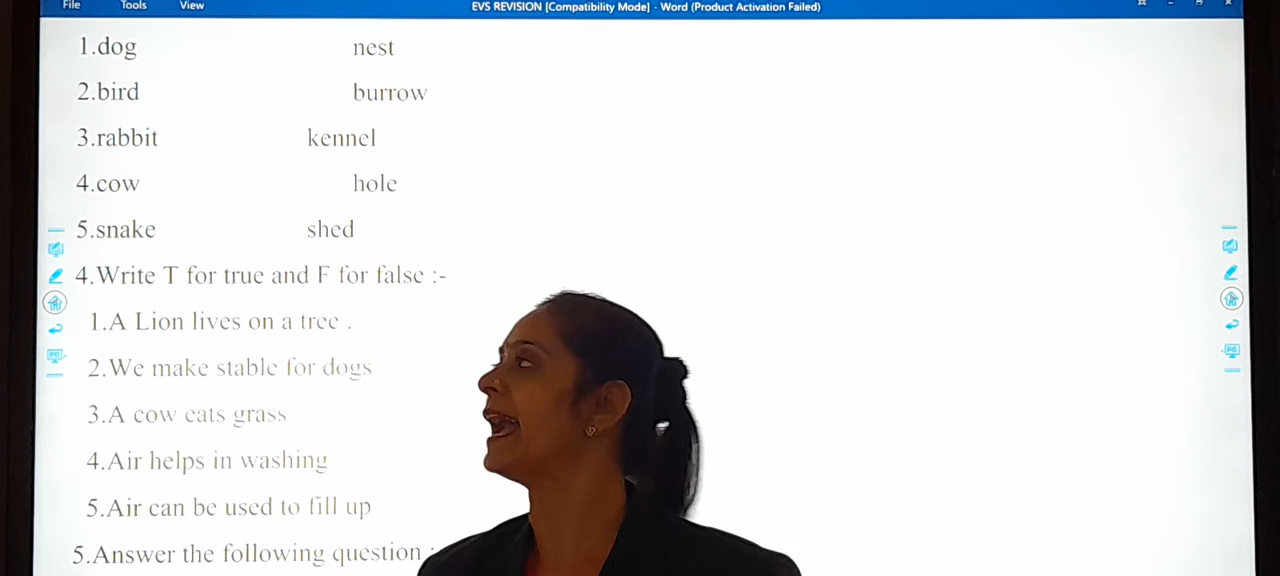 File Tools View EVS REVISION [Compatibility Mode] - Word (Product Activation Failed)
1.dog nest
2.bird burrow
3.rabbit kennel
4.cow hole
5.snake shed
4.Write T for true and F for false :-
1.A Lion lives on a tree .
2.We make stable for dogs
3.A cow eats grass
4.Air helps in washing
5.Air can be used to fill up
5.Answer the following question :